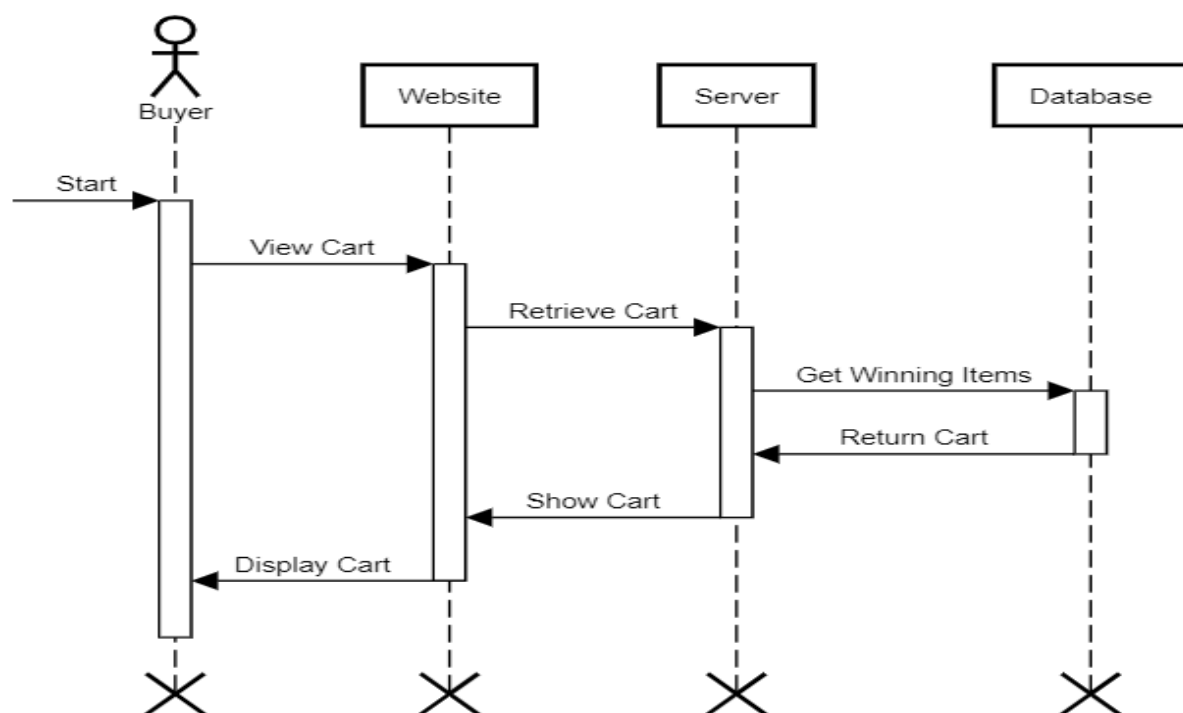 Buyer
Website
Server
Database
Start
View Cart
Retrieve Cart
Get Winning Items
Return Cart
Show Cart
Display Cart